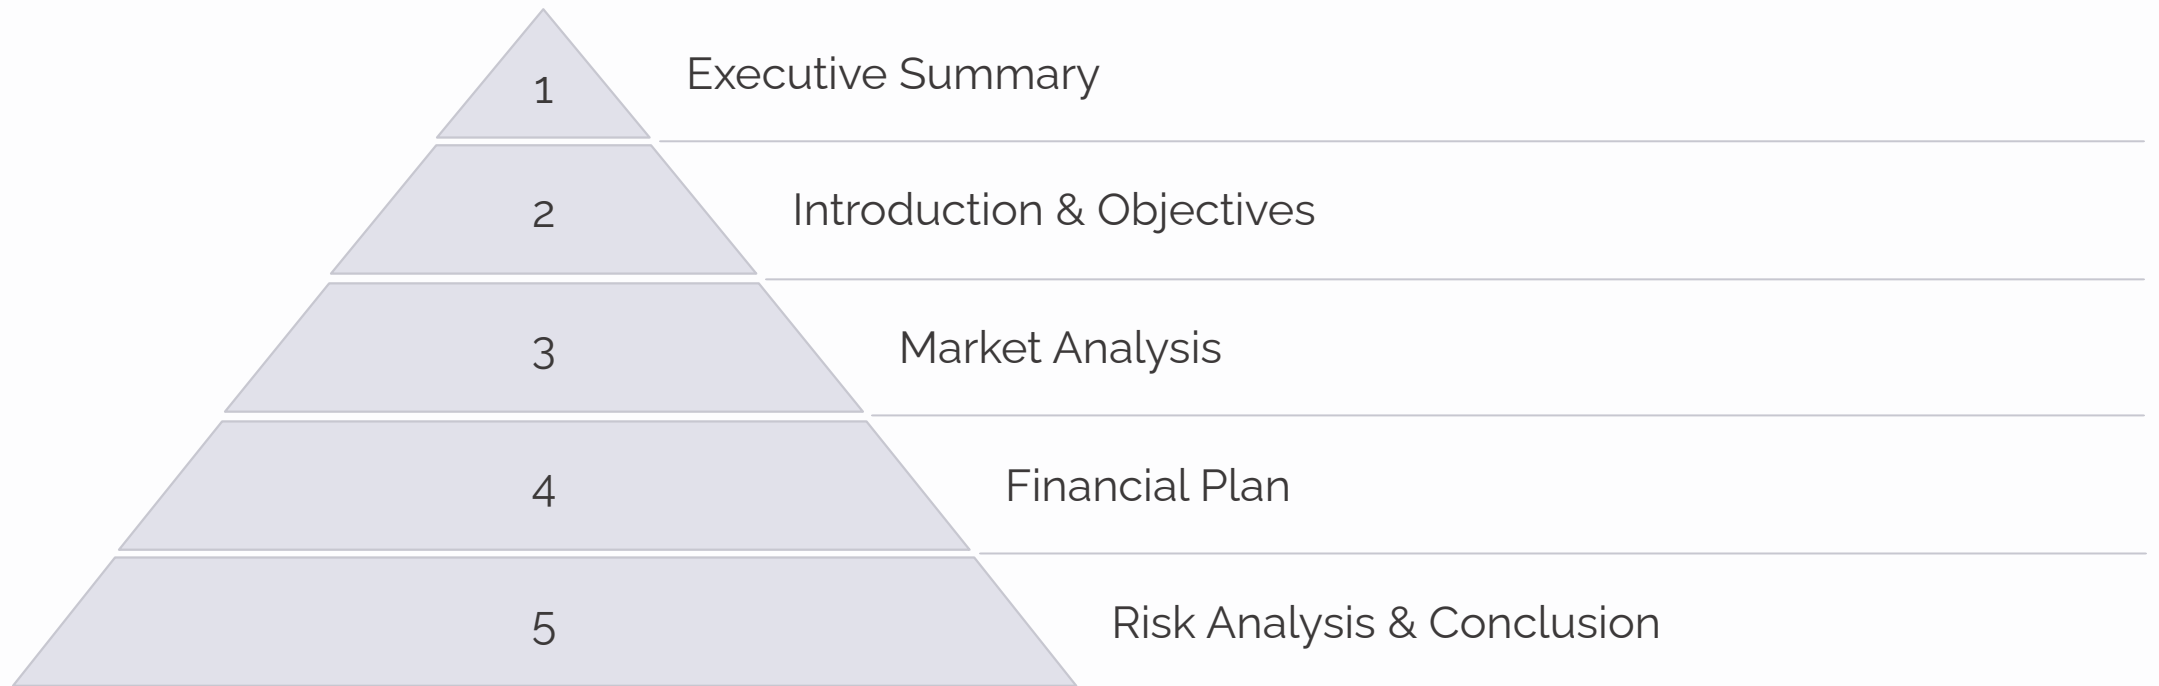 1
Executive Summary
2
Introduction & Objectives
3
Market Analysis
4
Financial Plan
5
Risk Analysis & Conclusion